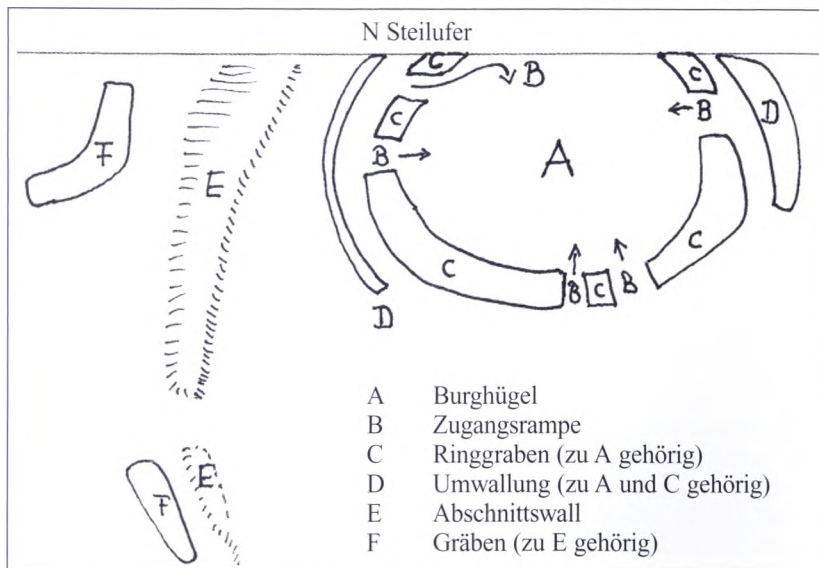 N Steilufer
C
B
C
B
D
F
E
C
B
A
C
C
D
B
C
B
E
F
A Burghügel
B Zugangsrampe
C Ringgraben (zu A gehörig)
D Umwallung (zu A und C gehörig)
E Abschnittswall
F Gräben (zu E gehörig)